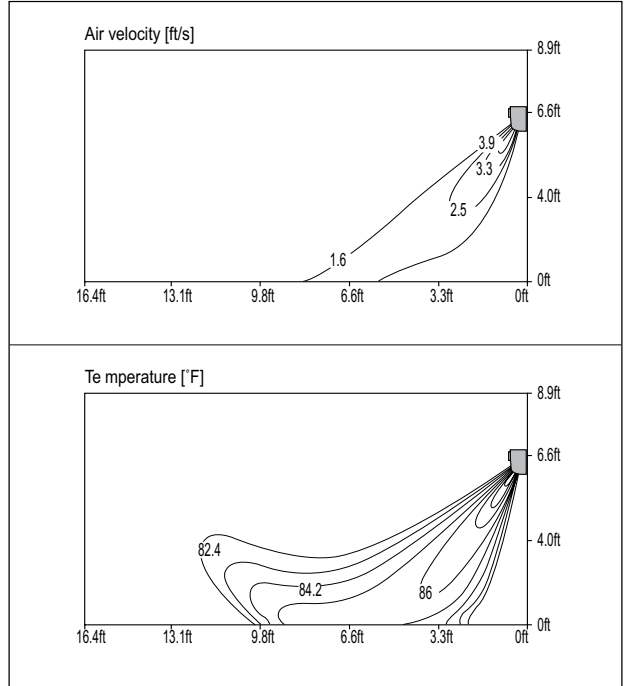 Air velocity [ft/s]
8.9ft
6.6ft
3.9
3.3
4.0ft
2.5
1.6
0ft
16.4ft 13.1ft 9.8ft 6.6ft 3.3ft 0ft
Te mperature [˚F]
8.9ft
6.6ft
4.0ft
82.4
84.2
86
0ft
16.4ft 13.1ft 9.8ft 6.6ft 3.3ft 0ft